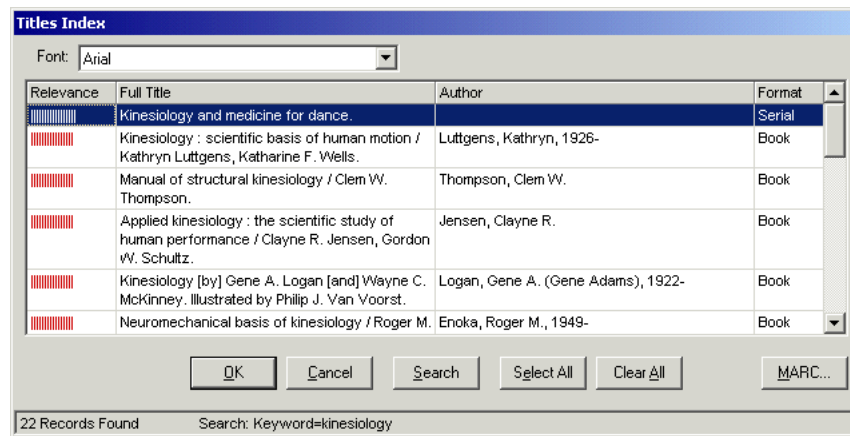 Titles Index
Font: Arial
Relevance Full Title Author Format
Kinesiology and medicine for dance. Serial
Kinesiology : scientific basis of human motion / Luttgens, Kathryn, 1926- Book
Kathryn Luttgens, Katharine F. Wells.
Manual of structural kinesiology / Clem W. Thompson, Clem W. Book
Thompson.
Applied kinesiology : the scientific study of Jensen, Clayne R. Book
human performance / Clayne R. Jensen, Gordon
W. Schultz.
Kinesiology [by] Gene A. Logan [and] Wayne C. Logan, Gene A. (Gene Adams), 1922- Book
McKinney. Illustrated by Philip J. Van Voorst.
Neuromechanical basis of kinesiology / Roger M. Enoka, Roger M., 1949- Book
OK Cancel Search Select All Clear All MARC...
22 Records Found Search: Keyword=kinesiology